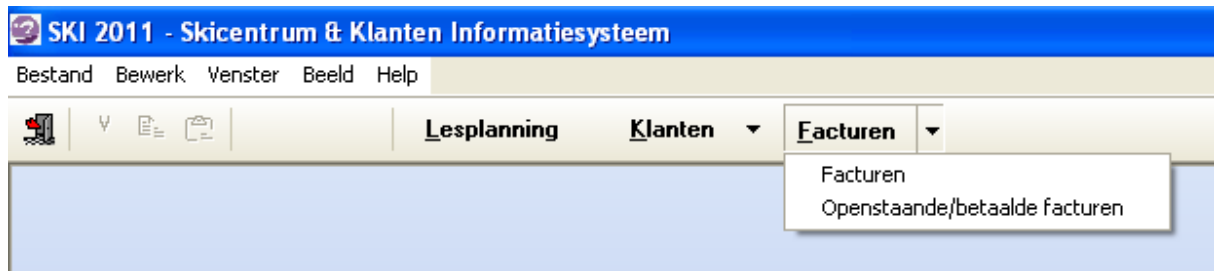 SKI 2011 - Skicentrum & Klanten Informatiesysteem
Bestand Bewerk Venster Beeld Help
Lesplanning Klanten Facturen
Facturen
Openstaande/betaalde facturen